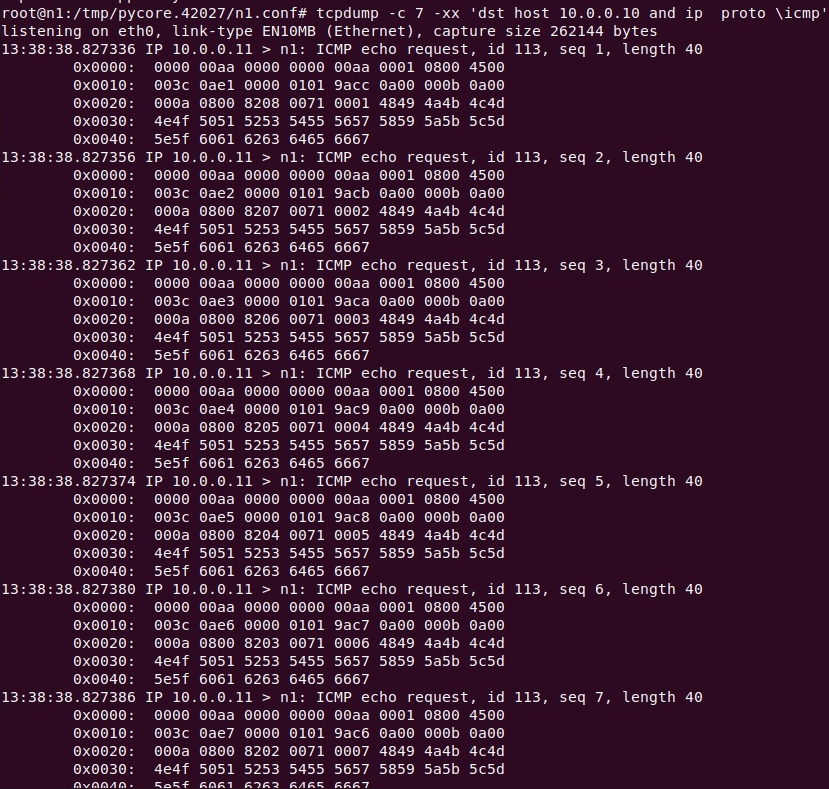 root@n1:/tmp/pycore.42027/n1.conf# tcpdump -c 7 -xx 'dst host 10.0.0.10 and ip  proto \icmp'
listening on eth0, link-type EN10MB (Ethernet), capture size 262144 bytes
13:38:38.827336 IP 10.0.0.11 > n1: ICMP echo request, id 113, seq 1, length 40
        0x0000:  0000 00aa 0000 0000 00aa 0001 0800 4500
        0x0010:  003c 0ae1 0000 0101 9acc 0a00 000b 0a00
        0x0020:  000a 0800 8208 0071 0001 4849 4a4b 4c4d
        0x0030:  4e4f 5051 5253 5455 5657 5859 5a5b 5c5d
        0x0040:  5e5f 6061 6263 6465 6667
13:38:38.827356 IP 10.0.0.11 > n1: ICMP echo request, id 113, seq 2, length 40
        0x0000:  0000 00aa 0000 0000 00aa 0001 0800 4500
        0x0010:  003c 0ae2 0000 0101 9acb 0a00 000b 0a00
        0x0020:  000a 0800 8207 0071 0002 4849 4a4b 4c4d
        0x0030:  4e4f 5051 5253 5455 5657 5859 5a5b 5c5d
        0x0040:  5e5f 6061 6263 6465 6667
13:38:38.827362 IP 10.0.0.11 > n1: ICMP echo request, id 113, seq 3, length 40
        0x0000:  0000 00aa 0000 0000 00aa 0001 0800 4500
        0x0010:  003c 0ae3 0000 0101 9aca 0a00 000b 0a00
        0x0020:  000a 0800 8206 0071 0003 4849 4a4b 4c4d
        0x0030:  4e4f 5051 5253 5455 5657 5859 5a5b 5c5d
        0x0040:  5e5f 6061 6263 6465 6667
13:38:38.827368 IP 10.0.0.11 > n1: ICMP echo request, id 113, seq 4, length 40
        0x0000:  0000 00aa 0000 0000 00aa 0001 0800 4500
        0x0010:  003c 0ae4 0000 0101 9ac9 0a00 000b 0a00
        0x0020:  000a 0800 8205 0071 0004 4849 4a4b 4c4d
        0x0030:  4e4f 5051 5253 5455 5657 5859 5a5b 5c5d
        0x0040:  5e5f 6061 6263 6465 6667
13:38:38.827374 IP 10.0.0.11 > n1: ICMP echo request, id 113, seq 5, length 40
        0x0000:  0000 00aa 0000 0000 00aa 0001 0800 4500
        0x0010:  003c 0ae5 0000 0101 9ac8 0a00 000b 0a00
        0x0020:  000a 0800 8204 0071 0005 4849 4a4b 4c4d
        0x0030:  4e4f 5051 5253 5455 5657 5859 5a5b 5c5d
        0x0040:  5e5f 6061 6263 6465 6667
13:38:38.827380 IP 10.0.0.11 > n1: ICMP echo request, id 113, seq 6, length 40
        0x0000:  0000 00aa 0000 0000 00aa 0001 0800 4500
        0x0010:  003c 0ae6 0000 0101 9ac7 0a00 000b 0a00
        0x0020:  000a 0800 8203 0071 0006 4849 4a4b 4c4d
        0x0030:  4e4f 5051 5253 5455 5657 5859 5a5b 5c5d
        0x0040:  5e5f 6061 6263 6465 6667
13:38:38.827386 IP 10.0.0.11 > n1: ICMP echo request, id 113, seq 7, length 40
        0x0000:  0000 00aa 0000 0000 00aa 0001 0800 4500
        0x0010:  003c 0ae7 0000 0101 9ac6 0a00 000b 0a00
        0x0020:  000a 0800 8202 0071 0007 4849 4a4b 4c4d
        0x0030:  4e4f 5051 5253 5455 5657 5859 5a5b 5c5d
        0x0040:  5e5f 6061 6263 6465 6667